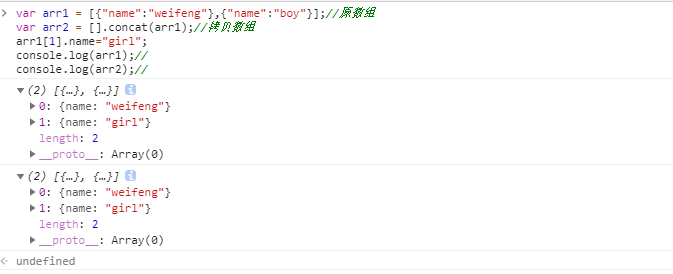 > var arr1 = [{"name":"weifeng"},{"name":"boy"}];//原数组
var arr2 = [].concat(arr1);//拷贝数组
arr1[1].name="girl";
console.log(arr1);//
console.log(arr2);//
▼(2) [{…}, {…}] i
▶0: {name: "weifeng"}
▶1: {name: "girl"}
length: 2
▶__proto__: Array(0)
▼(2) [{…}, {…}] i
▶0: {name: "weifeng"}
▶1: {name: "girl"}
length: 2
▶__proto__: Array(0)
undefined